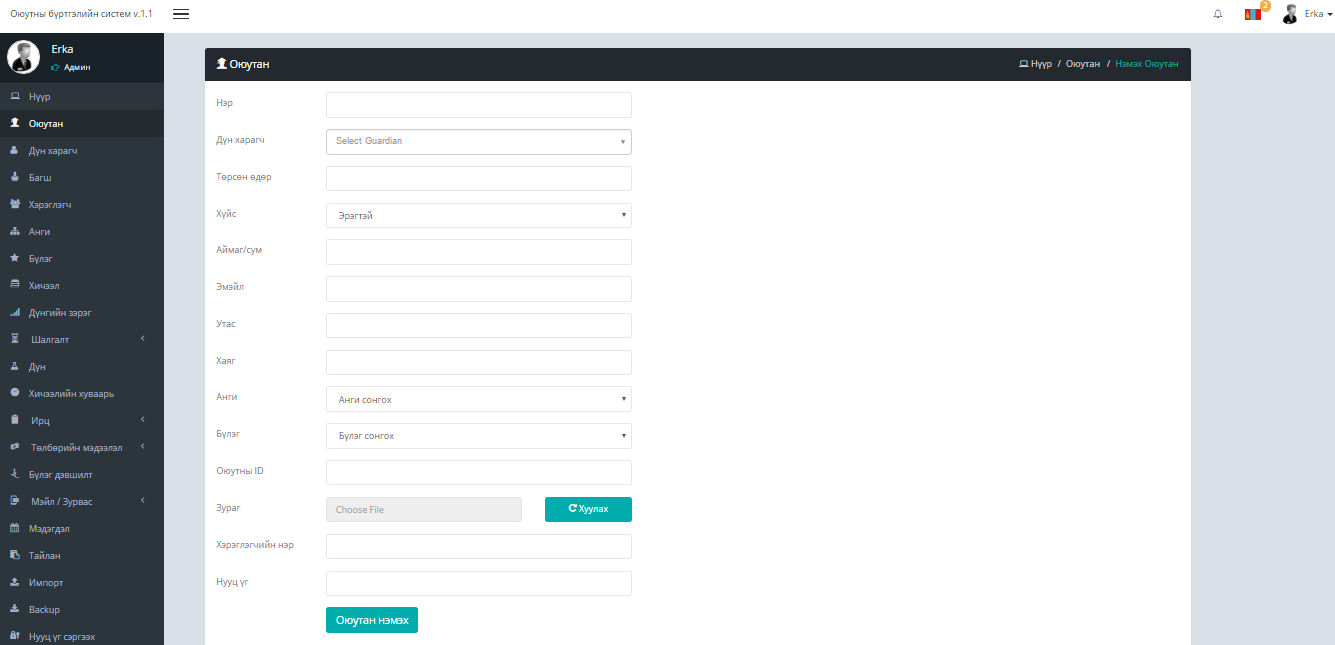 Оюутны бүртгэлийн систем v.1.1
2
Erka
Erka
Админ
Нүүр
Оюутан
Дүн харагч
Багш
Хэрэглэгч
Анги
Бүлэг
Хичээл
Дүнгийн зэрэг
Шалгалт
Дүн
Хичээлийн хуваарь
Ирц
Төлбөрийн мэдээлэл
Бүлэг дэвшилт
Мэйл / Зурвас
Мэдэгдэл
Тайлан
Импорт
Backup
Нууц үг сэргээх
Оюутан
Нүүр / Оюутан / Нэмэх Оюутан
Нэр
Дүн харагч Select Guardian
Төрсөн өдөр
Хүйс Эрэгтэй
Аймаг/сум
Эмэйл
Утас
Хаяг
Анги Анги сонгох
Бүлэг Бүлэг сонгох
Оюутны ID
Зураг Choose File Хуулах
Хэрэглэгчийн нэр
Нууц үг
Оюутан нэмэх